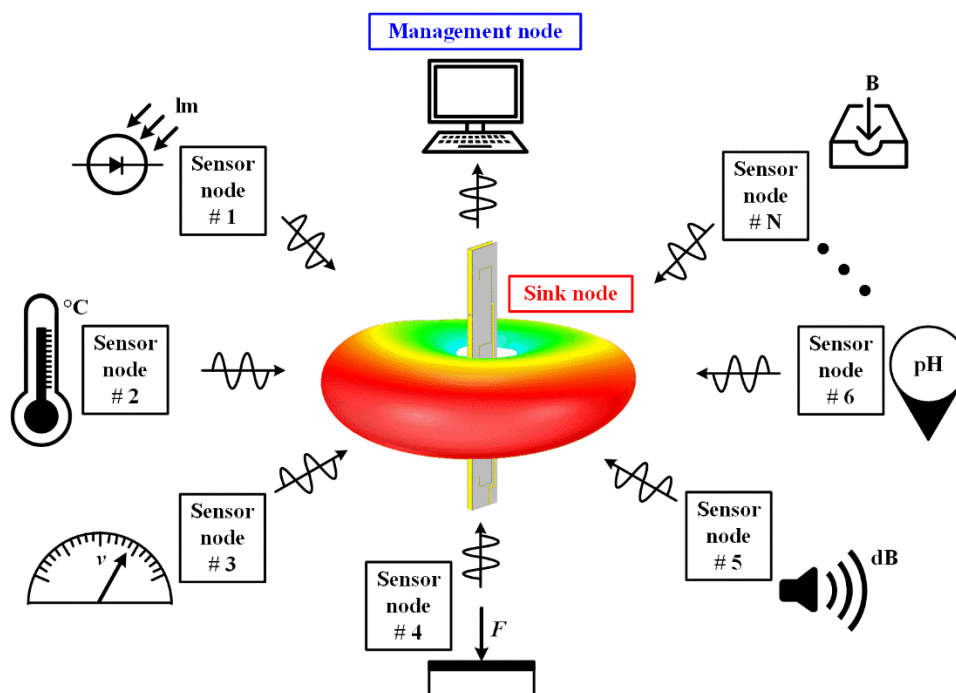 Management node
lm
B
Sensor
node
# 1
Sensor
node
# N
Sink node
°C
Sensor
node
# 2
Sensor
node
# 6
pH
Sensor
node
# 3
v
Sensor
node
# 4
F
Sensor
node
# 5
dB